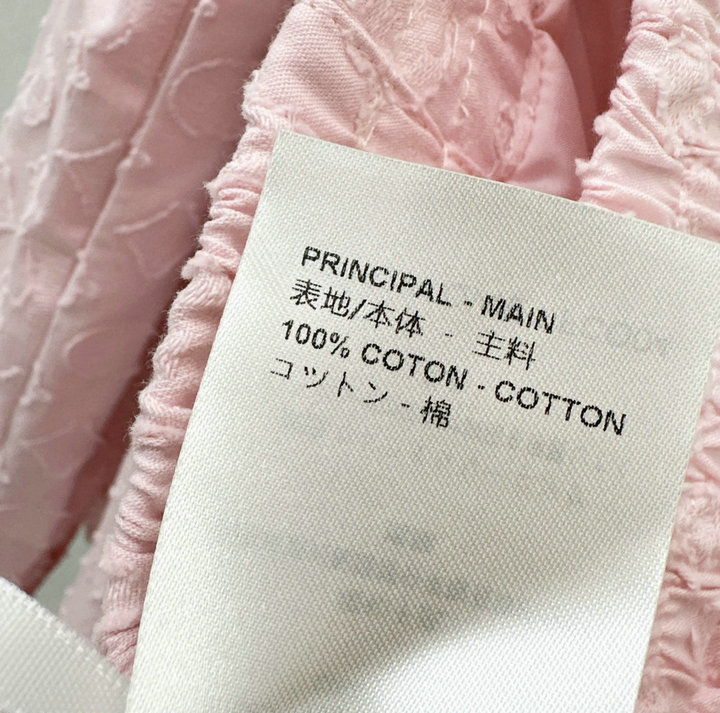 PRINCIPAL - MAIN
表地/本体 - 主料
100% COTON - COTTON
コットン - 棉